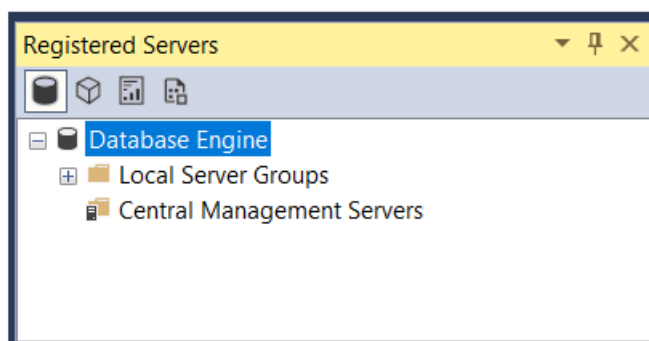 Registered Servers
Database Engine
Local Server Groups
Central Management Servers